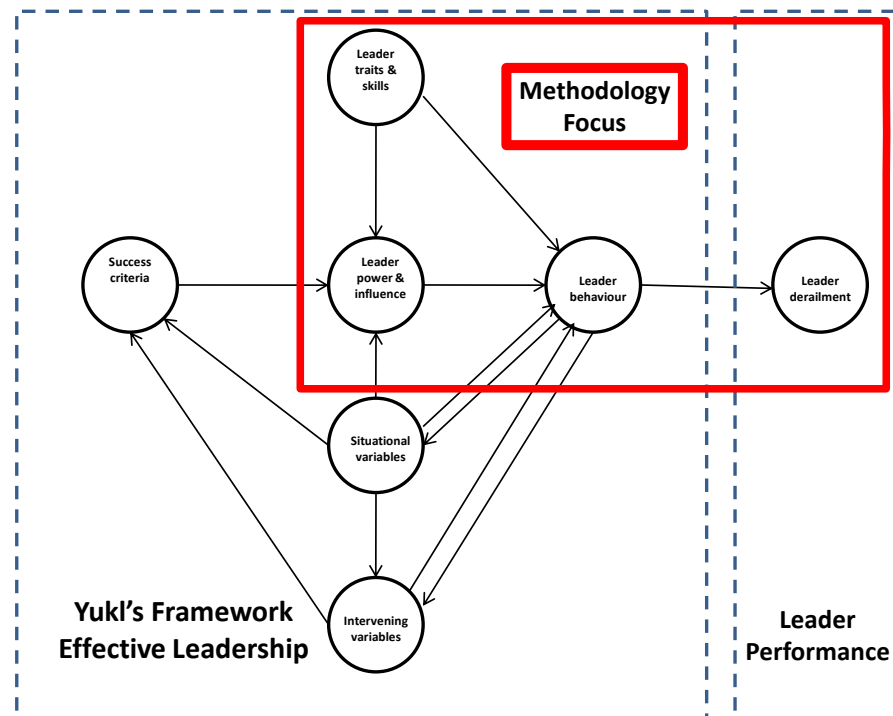 Leader
traits &
skills
Methodology
Focus
Success
criteria
Leader
power &
influence
Leader
behaviour
Leader
derailment
Situational
variables
Intervening
variables
Yukl's Framework
Effective Leadership
Leader
Performance